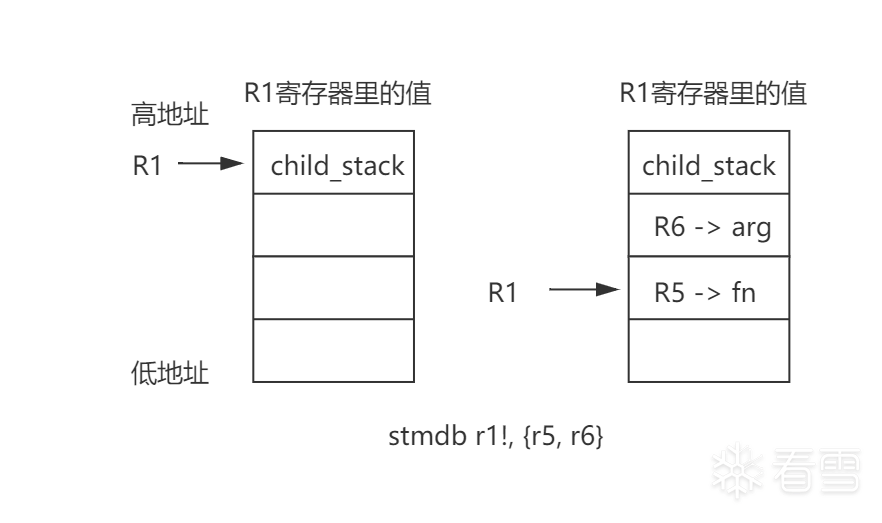 R1寄存器里的值 R1寄存器里的值
高地址
R1 child_stack child_stack
R6 -> arg
R1 R5 -> fn
低地址
stmdb r1!, {r5, r6}
看雪